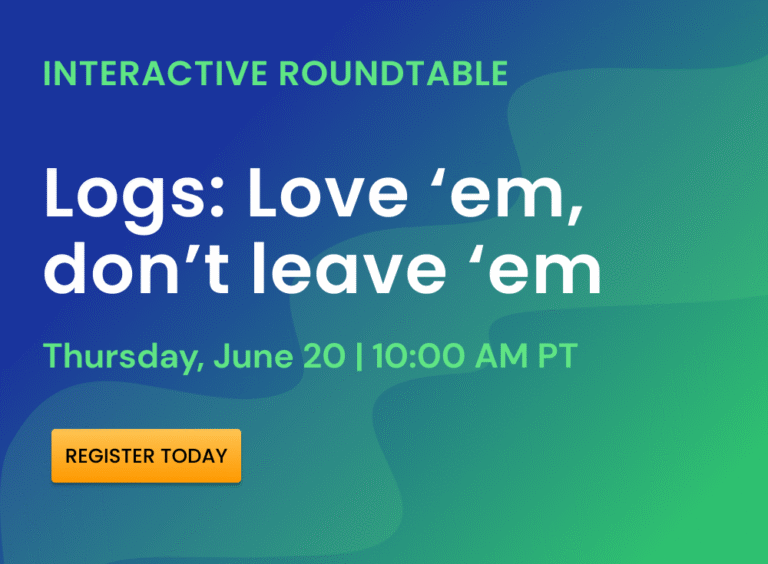 INTERACTIVE ROUNDTABLE
Logs: Love ‘em,
don’t leave ‘em
Thursday, June 20 | 10:00 AM PT
REGISTER TODAY